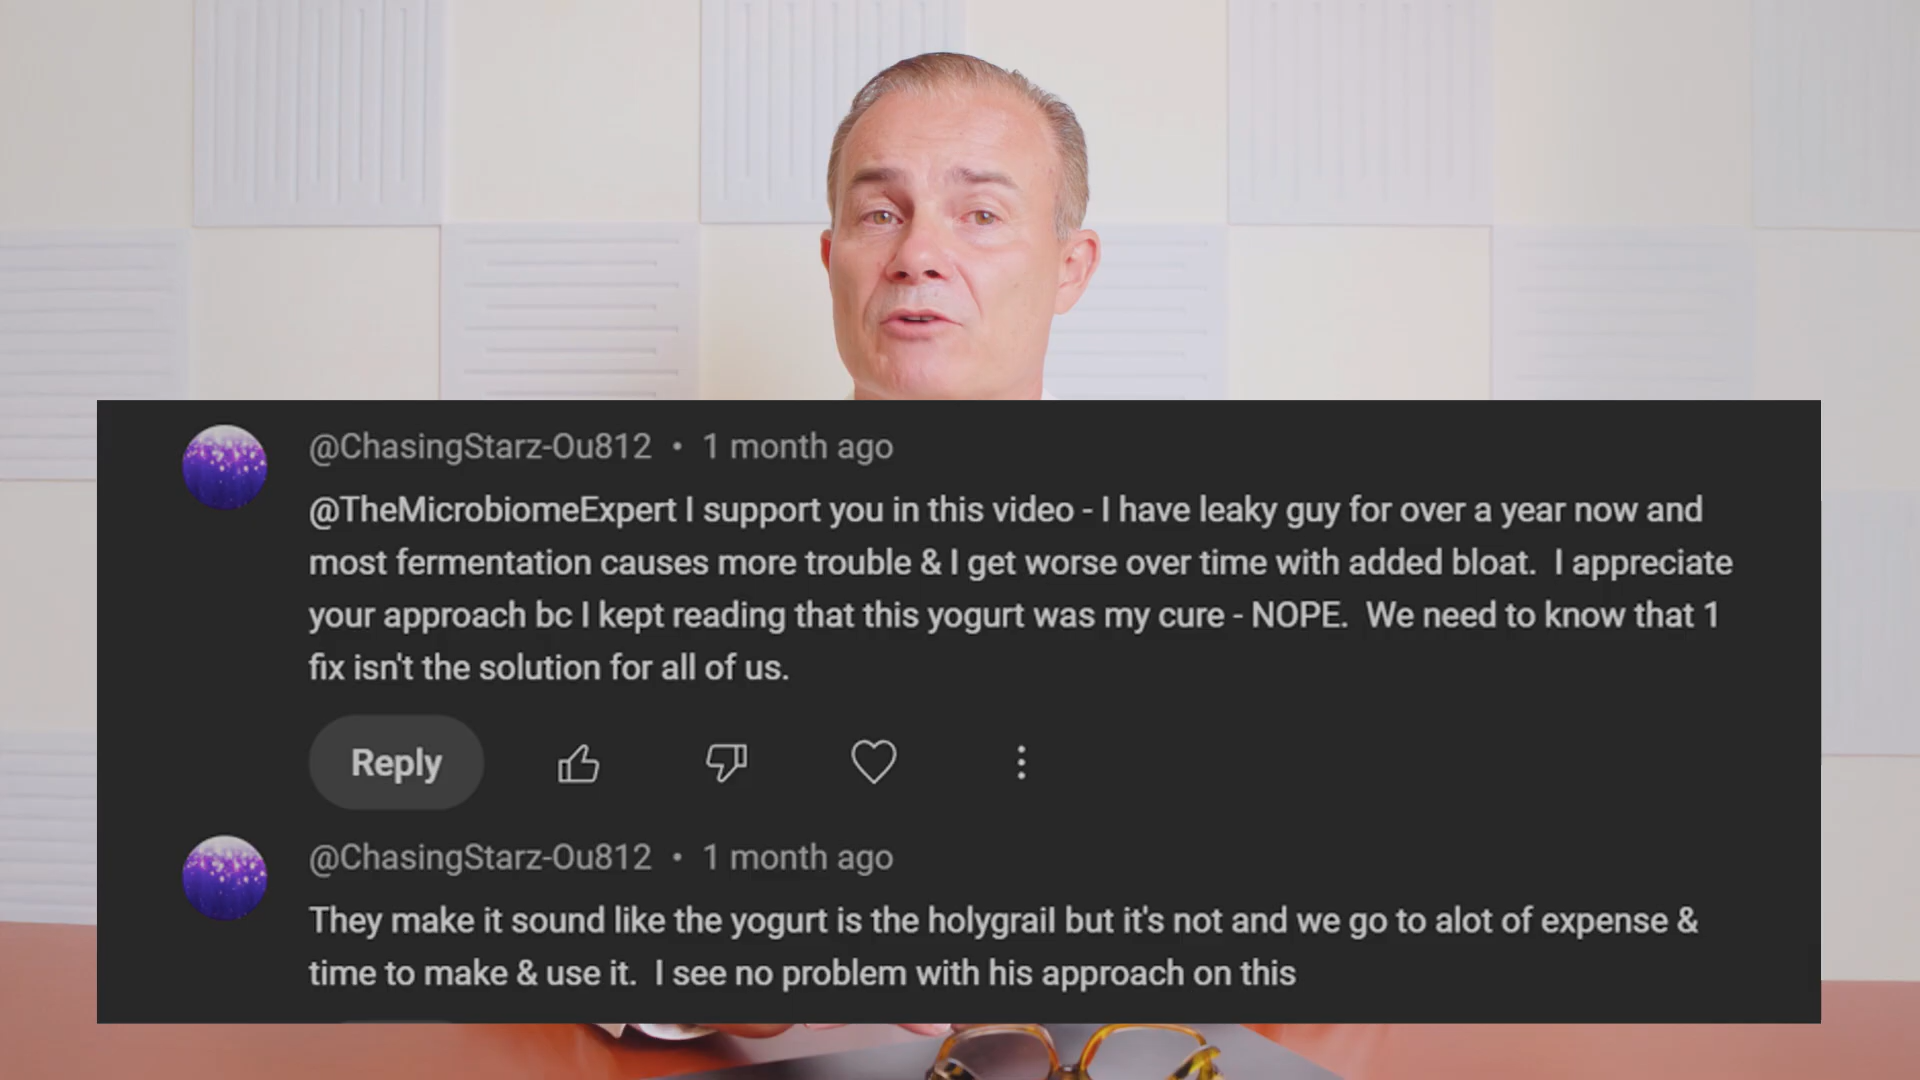 @ChasingStarz-Ou812 • 1 month ago
@TheMicrobiomeExpert I support you in this video - I have leaky guy for over a year now and
most fermentation causes more trouble & I get worse over time with added bloat. I appreciate
your approach bc I kept reading that this yogurt was my cure - NOPE. We need to know that 1
fix isn't the solution for all of us.
Reply
@ChasingStarz-Ou812 • 1 month ago
They make it sound like the yogurt is the holygrail but it's not and we go to alot of expense &
time to make & use it. I see no problem with his approach on this